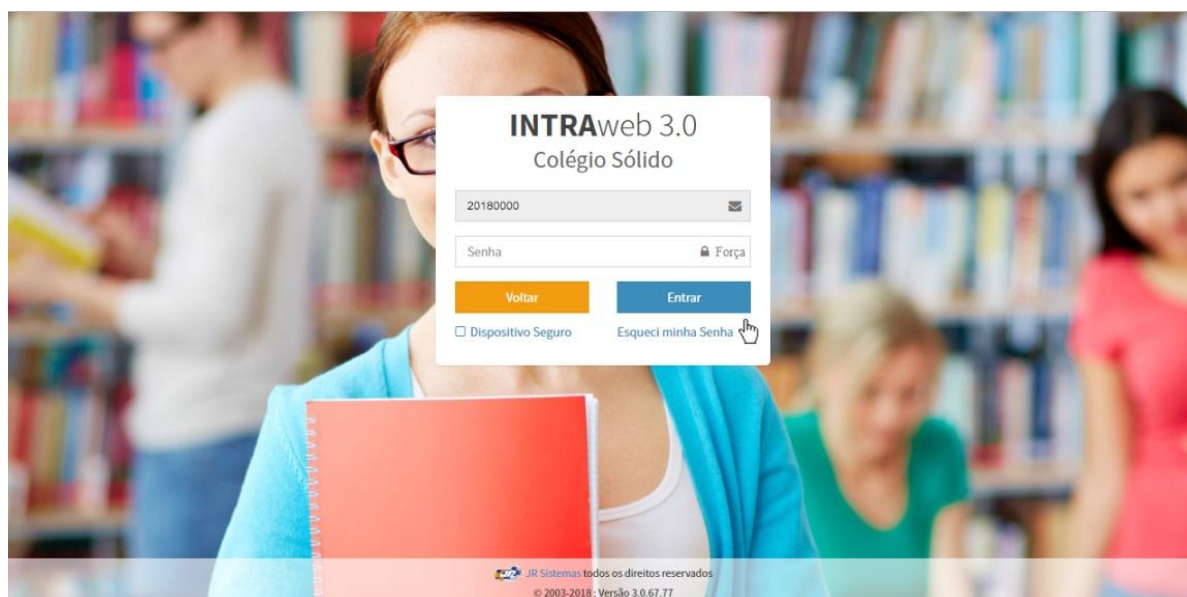 INTRAweb 3.0
Colégio Sólido
20180000
Senha Força
Voltar Entrar
Dispositivo Seguro Esqueci minha Senha
JR Sistemas todos os direitos reservados
© 2003-2018 : Versão 3.0.67.77